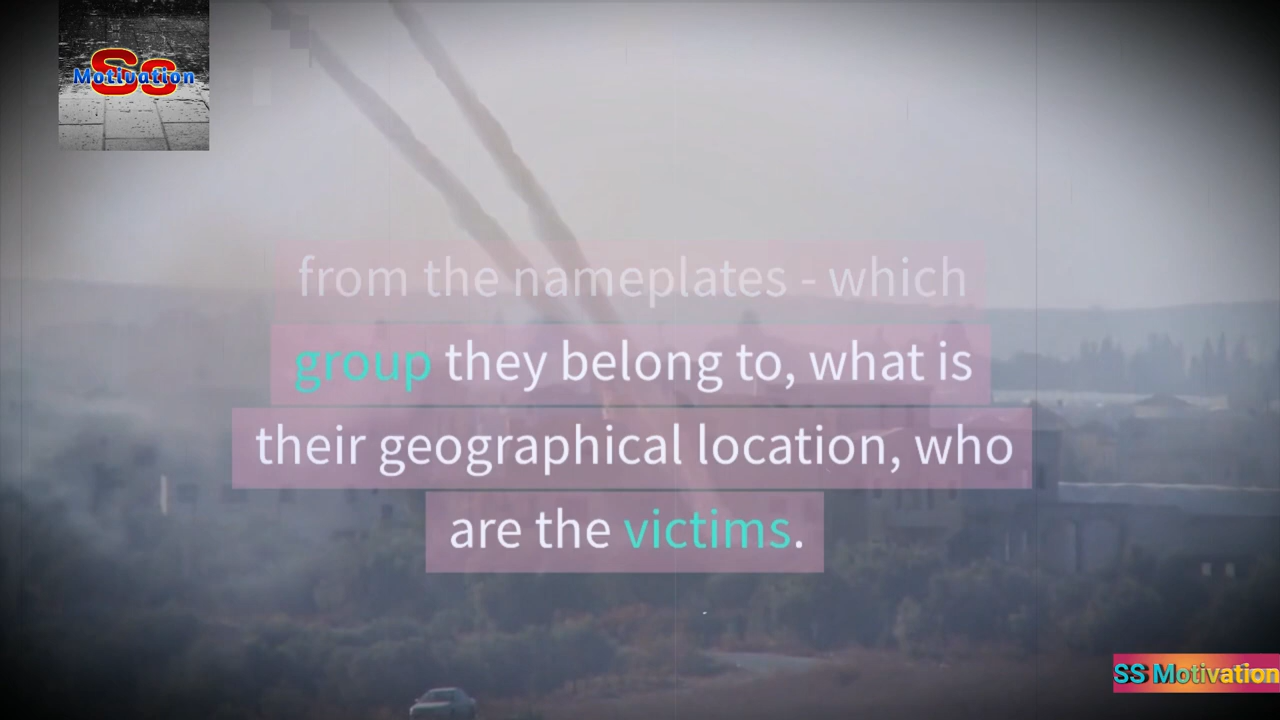 Ss
Motivation
from the nameplates - which
group they belong to, what is
their geographical location, who
are the victims.
SS Motivation